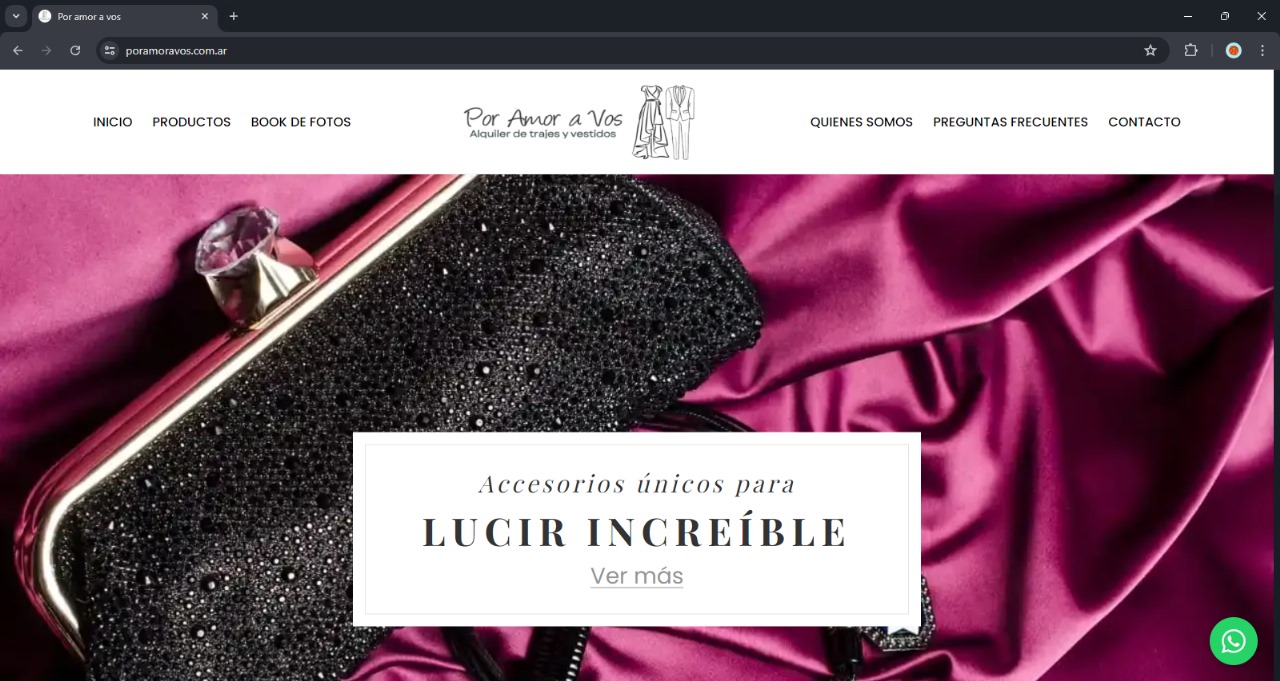 Por amor a vos
poramoravos.com.ar
INICIO PRODUCTOS BOOK DE FOTOS
Por Amor a Vos
Alquiler de trajes y vestidos
QUIENES SOMOS PREGUNTAS FRECUENTES CONTACTO
Accesorios únicos para
LUCIR INCREÍBLE
Ver más